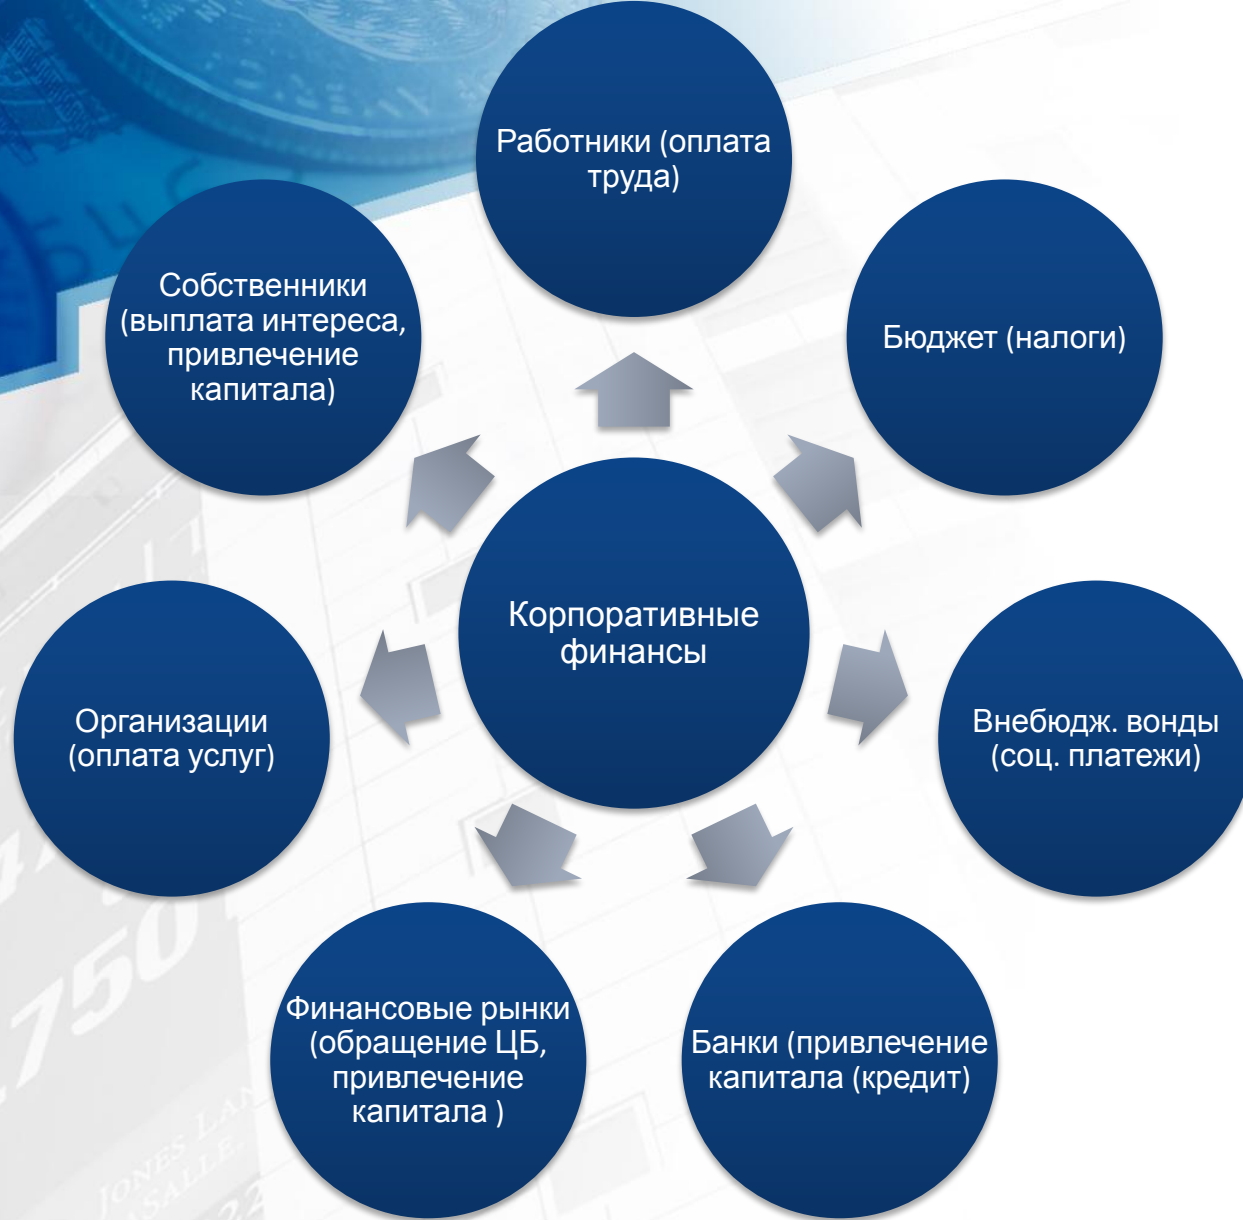 Работники (оплата
труда)
Собственники
(выплата интереса,
привлечение
капитала)
Бюджет (налоги)
Корпоративные
финансы
Организации
(оплата услуг)
Внебюдж. вонды
(соц. платежи)
Финансовые рынки
(обращение ЦБ,
привлечение
капитала )
Банки (привлечение
капитала (кредит)
750